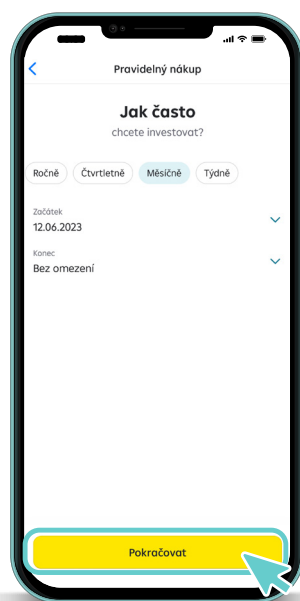 Pravidelný nákup
Jak často
chcete investovat?
Ročně Čtvrtletně Měsíčně Týdně
Začátek
12.06.2023
Konec
Bez omezení
Pokračovat